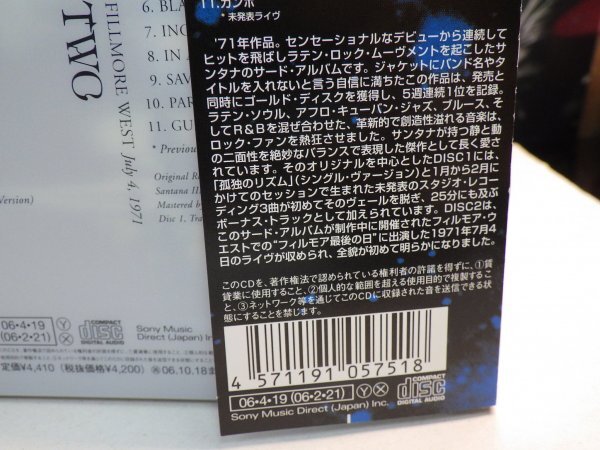 6. BLA
7. INC
8. IN A
9. SAV
10. PAR
11. GU
* Previou
Original Re
Santana III
Mastered by
Disc 1. Tra
Version)
TWO
FILLMORE WEST July 4, 1971
06・4・19
(06・2・21)
COMPACT
disc
DIGITAL AUDIO
Sony Music
Direct (Japan) In
定価¥4,410 (税抜価格¥4,200) ㊙06.10.18ま
11.ガンボ
*未発表ライヴ
'71年作品。センセーショナルなデビューから連続して
ヒットを飛ばしラテン・ロック・ムーヴメントを起こしたサ
ンタナのサード・アルバムです。ジャケットにバンド名やタ
イトルを入れないと言う自信に満ちたこの作品は、発売と
同時にゴールド・ディスクを獲得し、5週連続1位を記録。
ラテン・ソウル、アフロ・キューバン・ジャズ、ブルース、そ
してR&Bを混ぜ合わせた、革新的で創造性溢れる音楽は、
ロック・ファンを熱狂させました。サンタナが持つ静と動
の二面性を絶妙なバランスで表現した傑作として長く愛さ
れています。そのオリジナルを中心としたDISC1には、
「孤独のリズム」(シングル・ヴァージョン)と1月から2月に
かけてのセッションで生まれた未発表のスタジオ・レコー
ディング3曲が初めてそのヴェールを脱ぎ、25分にも及ぶ
ボーナス・トラックとして加えられています。DISC2は、
このサード・アルバムが制作中に開催されたフィルモア・ウ
エストでの"フィルモア最後の日"に出演した1971年7月4
日のライヴが収められ、全貌が初めて明らかになりました。
このCDを、著作権法で認められている権利者の許諾を得ずに、①賃
貸業に使用すること、②個人的な範囲を超える使用目的で複製するこ
と、③ネットワーク等を通じてこのCDに収録された音を送信できる状
態にすることを禁じます。
4 571191 057518
06・4・19 (06・2・21) Y X
Sony Music Direct (Japan) Inc.
COMPACT
disc
DIGITAL AUDIO